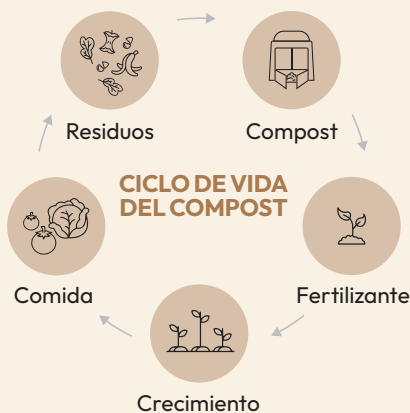 Residuos
Compost
CICLO DE VIDA
DEL COMPOST
Comida
Fertilizante
Crecimiento